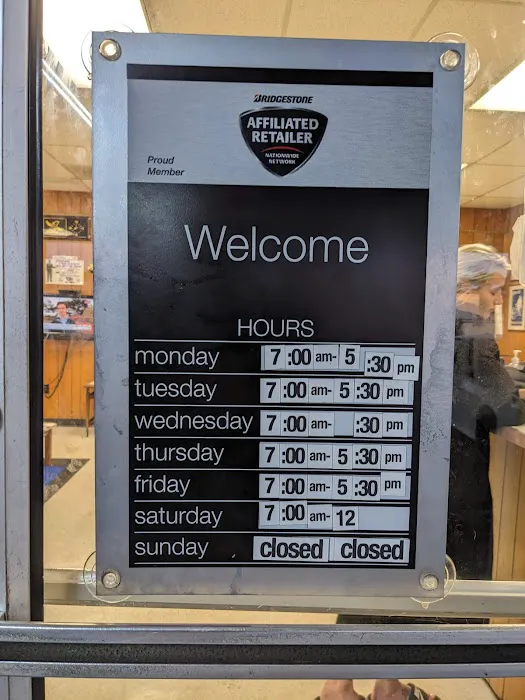 BRIDGESTONE
AFFILIATED
RETAILER
NATIONWIDE
NETWORK
Proud
Member
Welcome
HOURS
monday 7:00 am- 5:30 pm
tuesday 7:00 am- 5:30 pm
wednesday 7:00 am- :30 pm
thursday 7:00 am- 5:30 pm
friday 7:00 am- 5:30 pm
saturday 7:00 am- 12
sunday closed closed